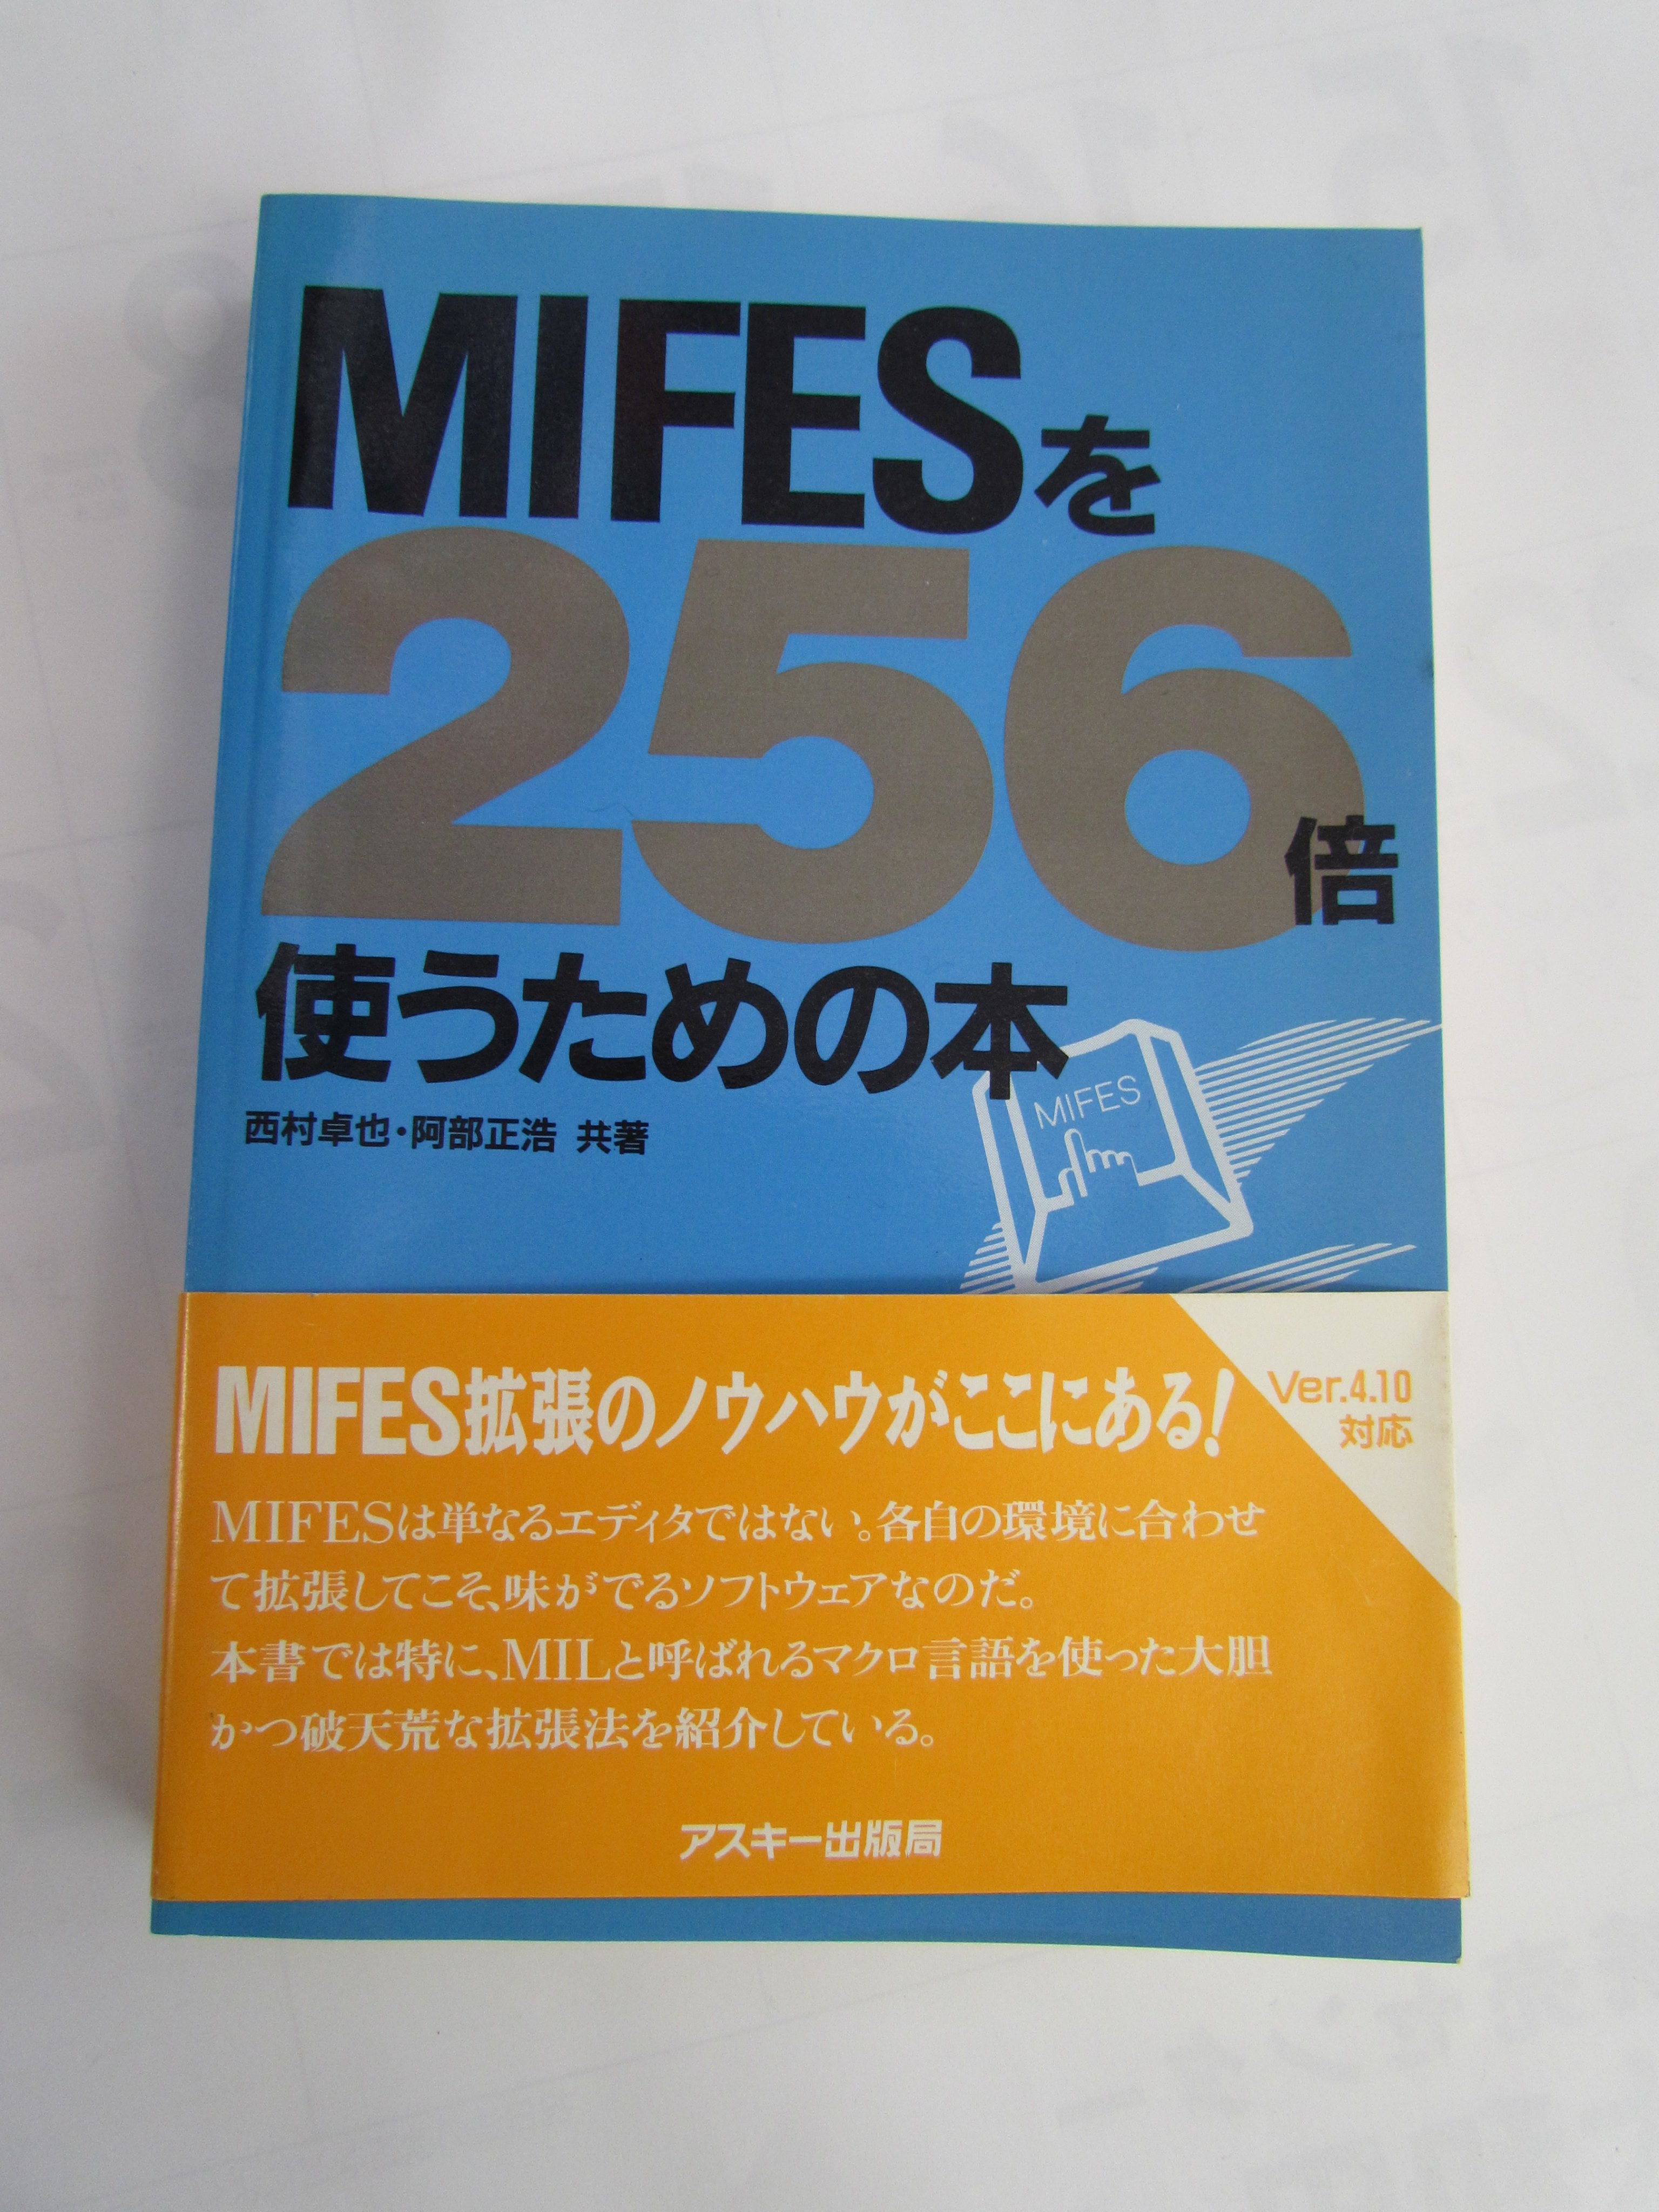 MIFESを
256倍
使うための本
西村卓也・阿部正浩 共著
MIFES
MIFES拡張のノウハウがここにある!
Ver.4.10
対応
MIFESは単なるエディタではない。各自の環境に合わせ
て拡張してこそ、味がでるソフトウェアなのだ。
本書では特に、MILと呼ばれるマクロ言語を使った大胆
かつ破天荒な拡張法を紹介している。
アスキー出版局